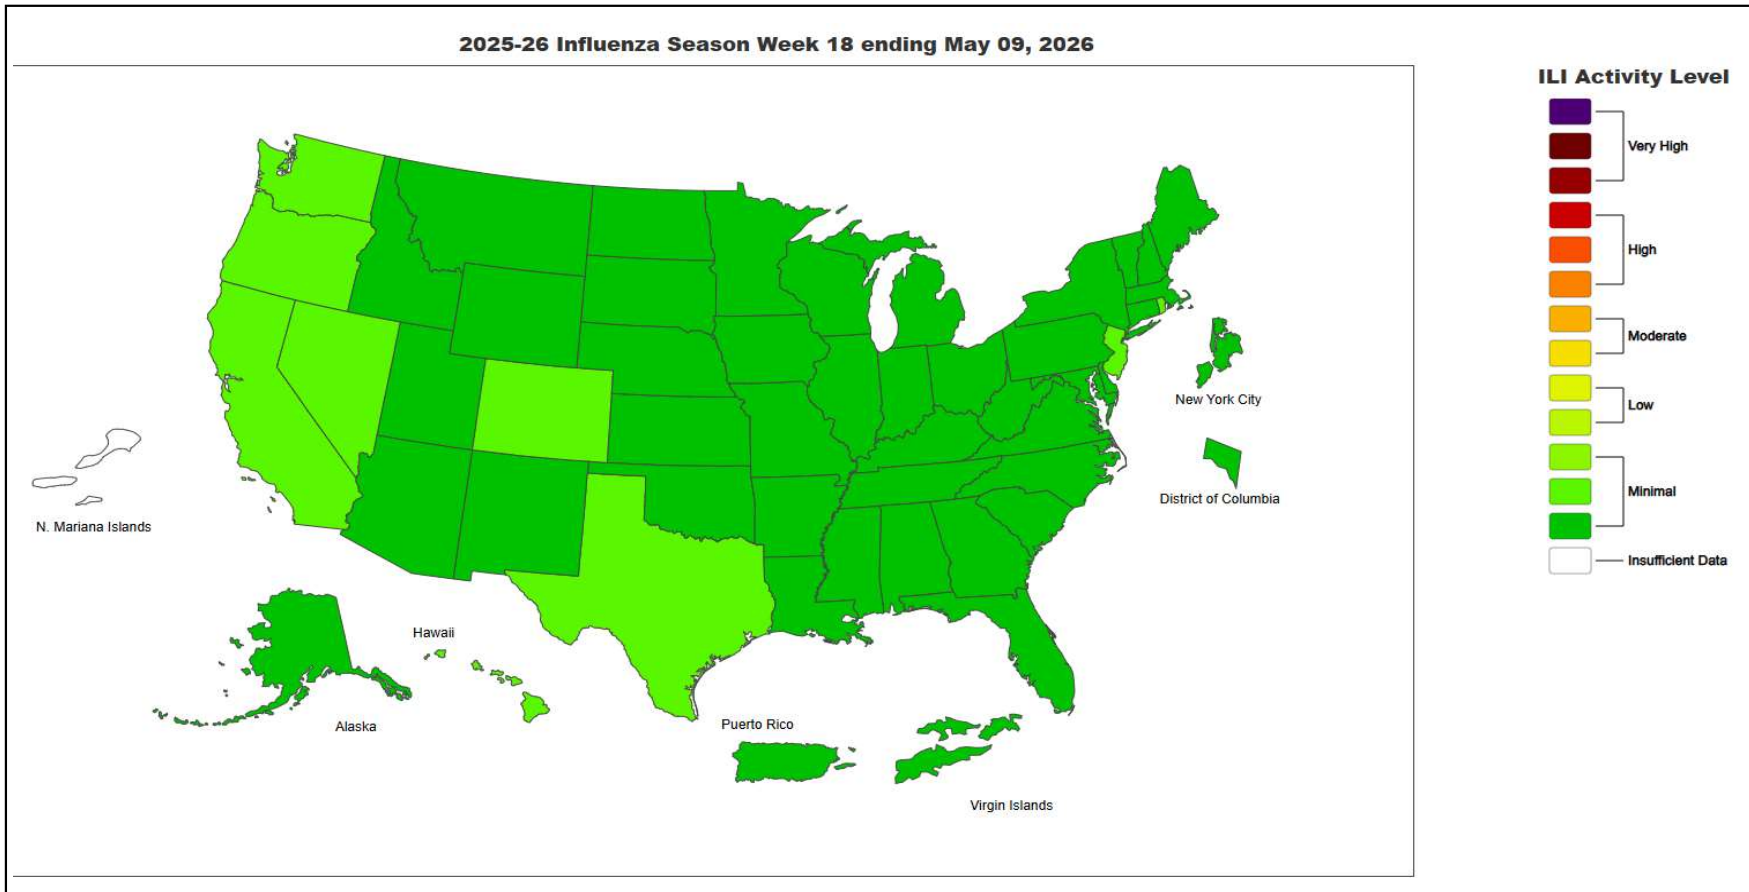 2025-26 Influenza Season Week 18 ending May 09, 2026
ILI Activity Level
Very High
High
Moderate
Low
Minimal
Insufficient Data
New York City
District of Columbia
N. Mariana Islands
Hawaii
Alaska
Puerto Rico
Virgin Islands